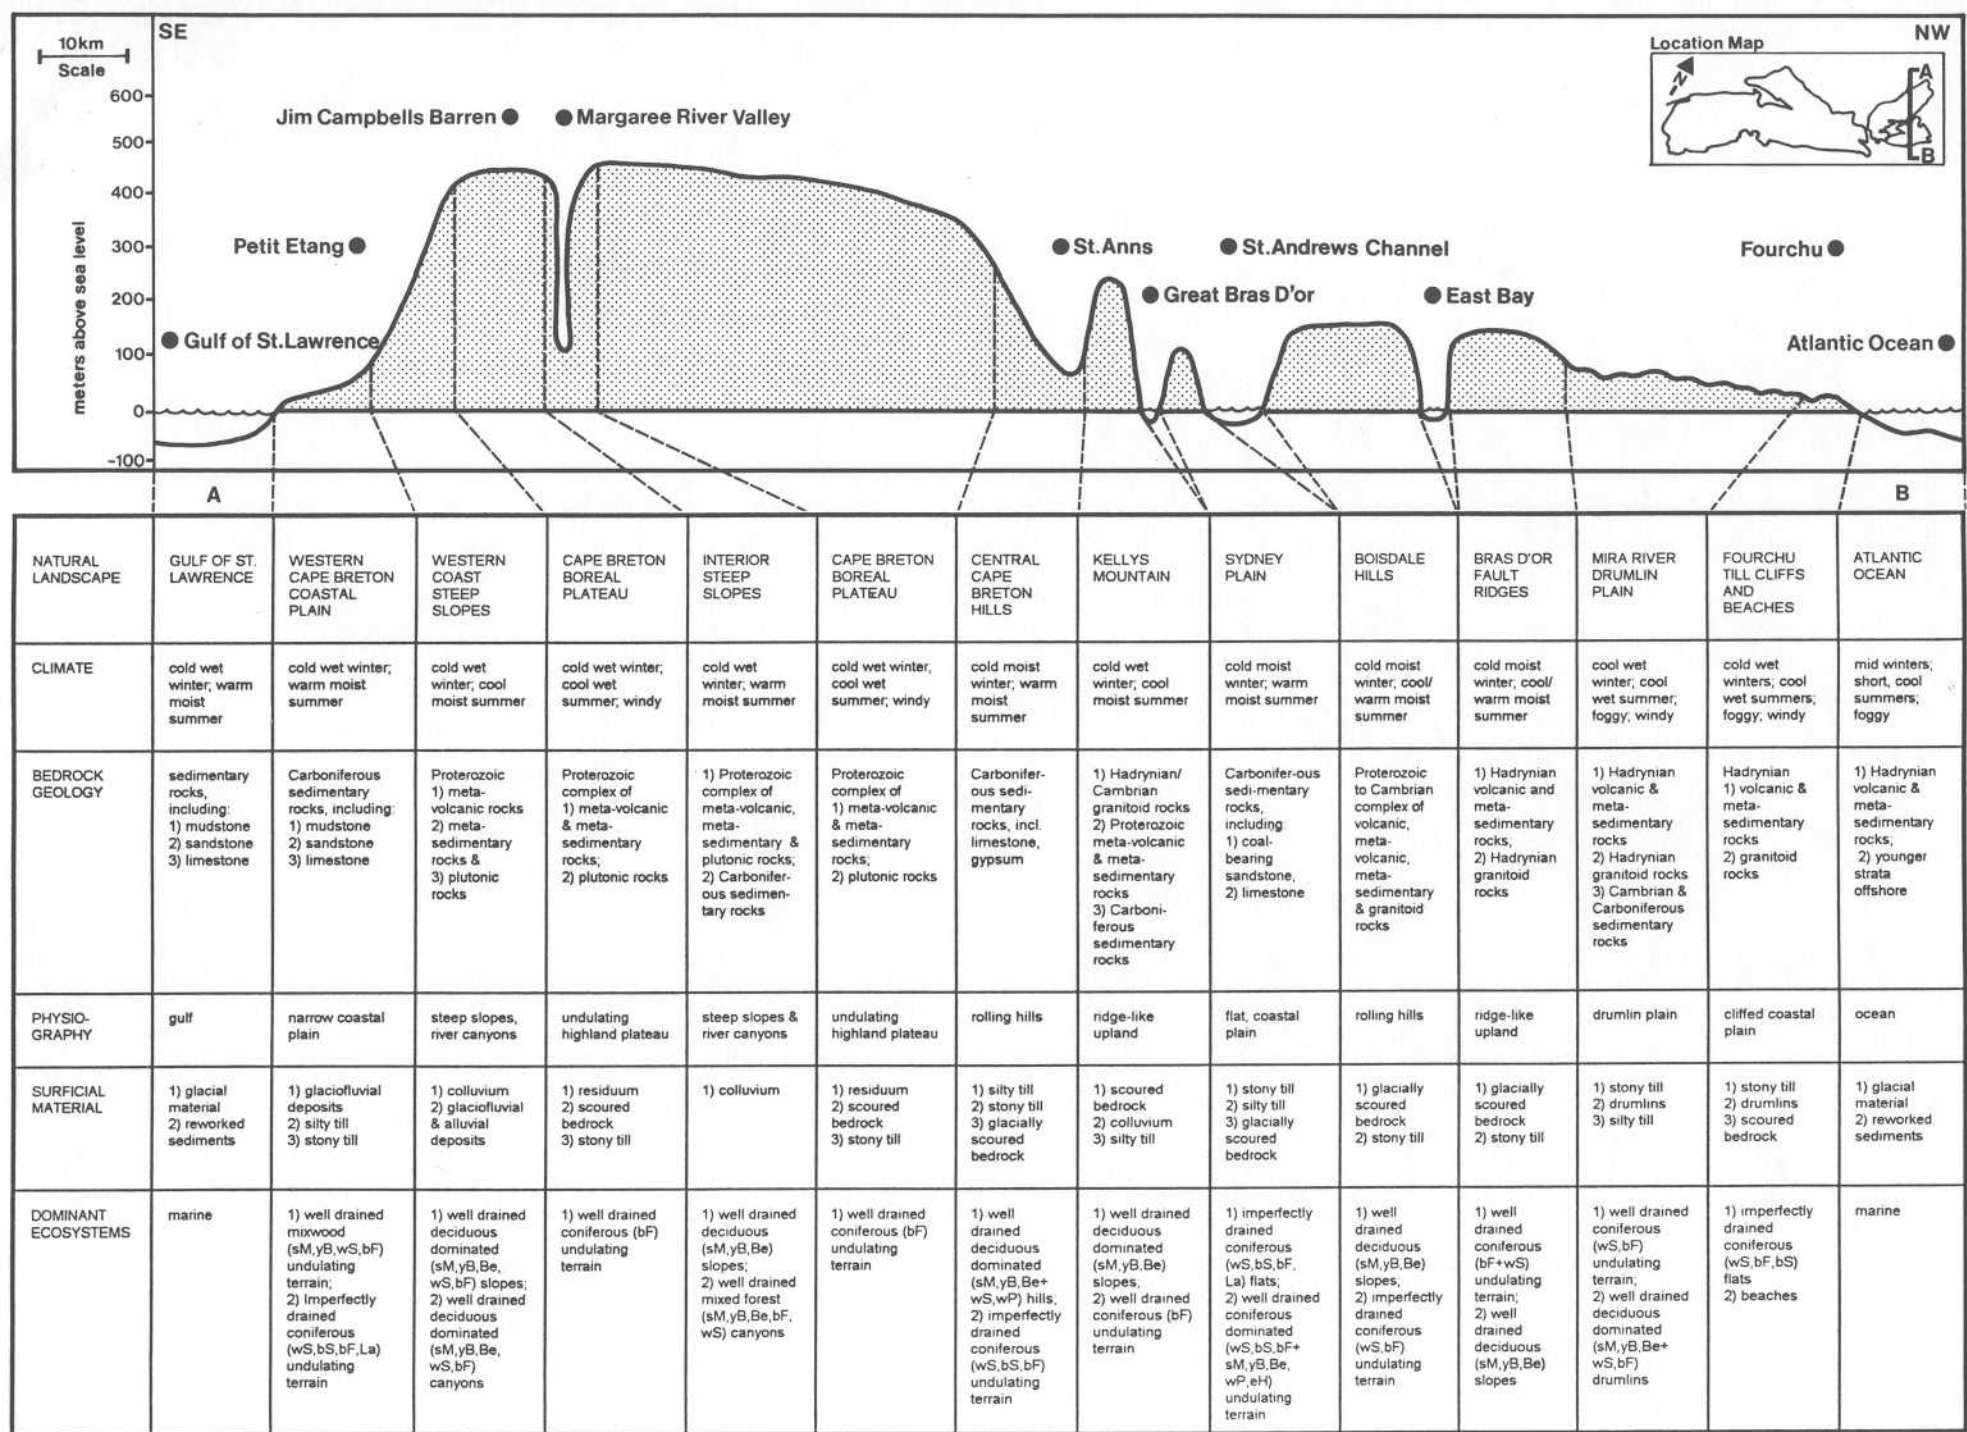 SE
NW
10km
Scale
Location Map
N
A
B
600
500
400
300
200
100
0
-100
meters above sea level
Jim Campbells Barren
Margaree River Valley
Petit Etang
St.Anns
St.Andrews Channel
Fourchu
Great Bras D'or
East Bay
Gulf of St.Lawrence
Atlantic Ocean
A
B
NATURAL
LANDSCAPE
GULF OF ST.
LAWRENCE
WESTERN
CAPE BRETON
COASTAL
PLAIN
WESTERN
COAST
STEEP
SLOPES
CAPE BRETON
BOREAL
PLATEAU
INTERIOR
STEEP
SLOPES
CAPE BRETON
BOREAL
PLATEAU
CENTRAL
CAPE
BRETON
HILLS
KELLYS
MOUNTAIN
SYDNEY
PLAIN
BOISDALE
HILLS
BRAS D'OR
FAULT
RIDGES
MIRA RIVER
DRUMLIN
PLAIN
FOURCHU
TILL CLIFFS
AND
BEACHES
ATLANTIC
OCEAN
CLIMATE
cold wet
winter; warm
moist
summer
cold wet winter;
warm moist
summer
cold wet
winter; cool
moist summer
cold wet winter;
cool wet
summer; windy
cold wet
winter; warm
moist summer
cold wet winter,
cool wet
summer; windy
cold moist
winter; warm
moist
summer
cold wet
winter; cool
moist summer
cold moist
winter; warm
moist summer
cold moist
winter; cool/
warm moist
summer
cold moist
winter; cool/
warm moist
summer
cool wet
winter; cool
wet summer;
foggy; windy
cold wet
winters; cool
wet summers;
foggy; windy
mid winters;
short, cool
summers;
foggy
BEDROCK
GEOLOGY
sedimentary
rocks,
including:
1) mudstone
2) sandstone
3) limestone
Carboniferous
sedimentary
rocks, including:
1) mudstone
2) sandstone
3) limestone
Proterozoic
1) meta-
volcanic rocks
2) meta-
sedimentary
rocks &
3) plutonic
rocks
Proterozoic
complex of
1) meta-volcanic
& meta-
sedimentary
rocks;
2) plutonic rocks
1) Proterozoic
complex of
meta-volcanic,
meta-
sedimentary &
plutonic rocks;
2) Carbonifer-
ous sedimen-
tary rocks
Proterozoic
complex of
1) meta-volcanic
& meta-
sedimentary
rocks;
2) plutonic rocks
Carbonifer-
ous sedi-
mentary
rocks, incl.
limestone,
gypsum
1) Hadrynian/
Cambrian
granitoid rocks
2) Proterozoic
meta-volcanic
& meta-
sedimentary
rocks
3) Carboni-
ferous
sedimentary
rocks
Carbonifer-ous
sedi-mentary
rocks,
including:
1) coal-
bearing
sandstone,
2) limestone
Proterozoic
to Cambrian
complex of
volcanic,
meta-
volcanic,
meta-
sedimentary
& granitoid
rocks
1) Hadrynian
volcanic and
meta-
sedimentary
rocks;
2) Hadrynian
granitoid
rocks
1) Hadrynian
volcanic &
meta-
sedimentary
rocks
2) Hadrynian
granitoid rocks
3) Cambrian &
Carboniferous
sedimentary
rocks
Hadrynian
1) volcanic &
meta-
sedimentary
rocks
2) granitoid
rocks
1) Hadrynian
volcanic &
meta-
sedimentary
rocks;
2) younger
strata
offshore
PHYSIO-
GRAPHY
gulf
narrow coastal
plain
steep slopes,
river canyons
undulating
highland plateau
steep slopes &
river canyons
undulating
highland plateau
rolling hills
ridge-like
upland
flat, coastal
plain
rolling hills
ridge-like
upland
drumlin plain
cliffed coastal
plain
ocean
SURFICIAL
MATERIAL
1) glacial
material
2) reworked
sediments
1) glaciofluvial
deposits
2) silty till
3) stony till
1) colluvium
2) glaciofluvial
& alluvial
deposits
1) residuum
2) scoured
bedrock
3) stony till
1) colluvium
1) residuum
2) scoured
bedrock
3) stony till
1) silty till
2) stony till
3) glacially
scoured
bedrock
1) scoured
bedrock
2) colluvium
3) silty till
1) stony till
2) silty till
3) glacially
scoured
bedrock
1) glacially
scoured
bedrock
2) stony till
1) glacially
scoured
bedrock
2) stony till
1) stony till
2) drumlins
3) silty till
1) stony till
2) drumlins
3) scoured
bedrock
1) glacial
material
2) reworked
sediments
DOMINANT
ECOSYSTEMS
marine
1) well drained
mixwood
(sM,yB,wS,bF)
undulating
terrain;
2) Imperfectly
drained
coniferous
(wS,bS,bF,La)
undulating
terrain
1) well drained
deciduous
dominated
(sM,yB,Be,
wS,bF) slopes;
2) well drained
deciduous
dominated
(sM,yB,Be,
wS,bF)
canyons
1) well drained
coniferous (bF)
undulating
terrain
1) well drained
deciduous
(sM,yB,Be)
slopes;
2) well drained
mixed forest
(sM,yB,Be,bF,
wS) canyons
1) well drained
coniferous (bF)
undulating
terrain
1) well
drained
deciduous
dominated
(sM,yB,Be+
wS,wP) hills;
2) imperfectly
drained
coniferous
(wS,bS,bF)
undulating
terrain
1) well drained
deciduous
dominated
(sM,yB,Be)
slopes,
2) well drained
coniferous (bF)
undulating
terrain
1) imperfectly
drained
coniferous
(wS,bS,bF,
La) flats;
2) well drained
coniferous
dominated
(wS,bS,bF+
sM,yB,Be,
wP,eH)
undulating
terrain
1) well
drained
deciduous
(sM,yB,Be)
slopes;
2) imperfectly
drained
coniferous
(wS,bF)
undulating
terrain
1) well
drained
coniferous
(bF+wS)
undulating
terrain;
2) well
drained
deciduous
(sM,yB,Be)
slopes
1) well drained
coniferous
(wS,bF)
undulating
terrain;
2) well drained
deciduous
dominated
(sM,yB,Be+
wS,bF)
drumlins
1) imperfectly
drained
coniferous
(wS,bF,bS)
flats
2) beaches
marine